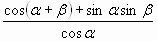 cos(α + β) + sin α sin β
cos α